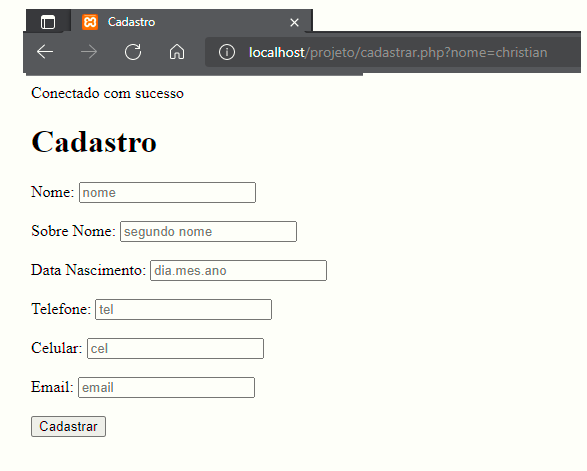 Cadastro
localhost/projeto/cadastrar.php?nome=christian
Conectado com sucesso
Cadastro
Nome: nome
Sobre Nome: segundo nome
Data Nascimento: dia.mes.ano
Telefone: tel
Celular: cel
Email: email
Cadastrar